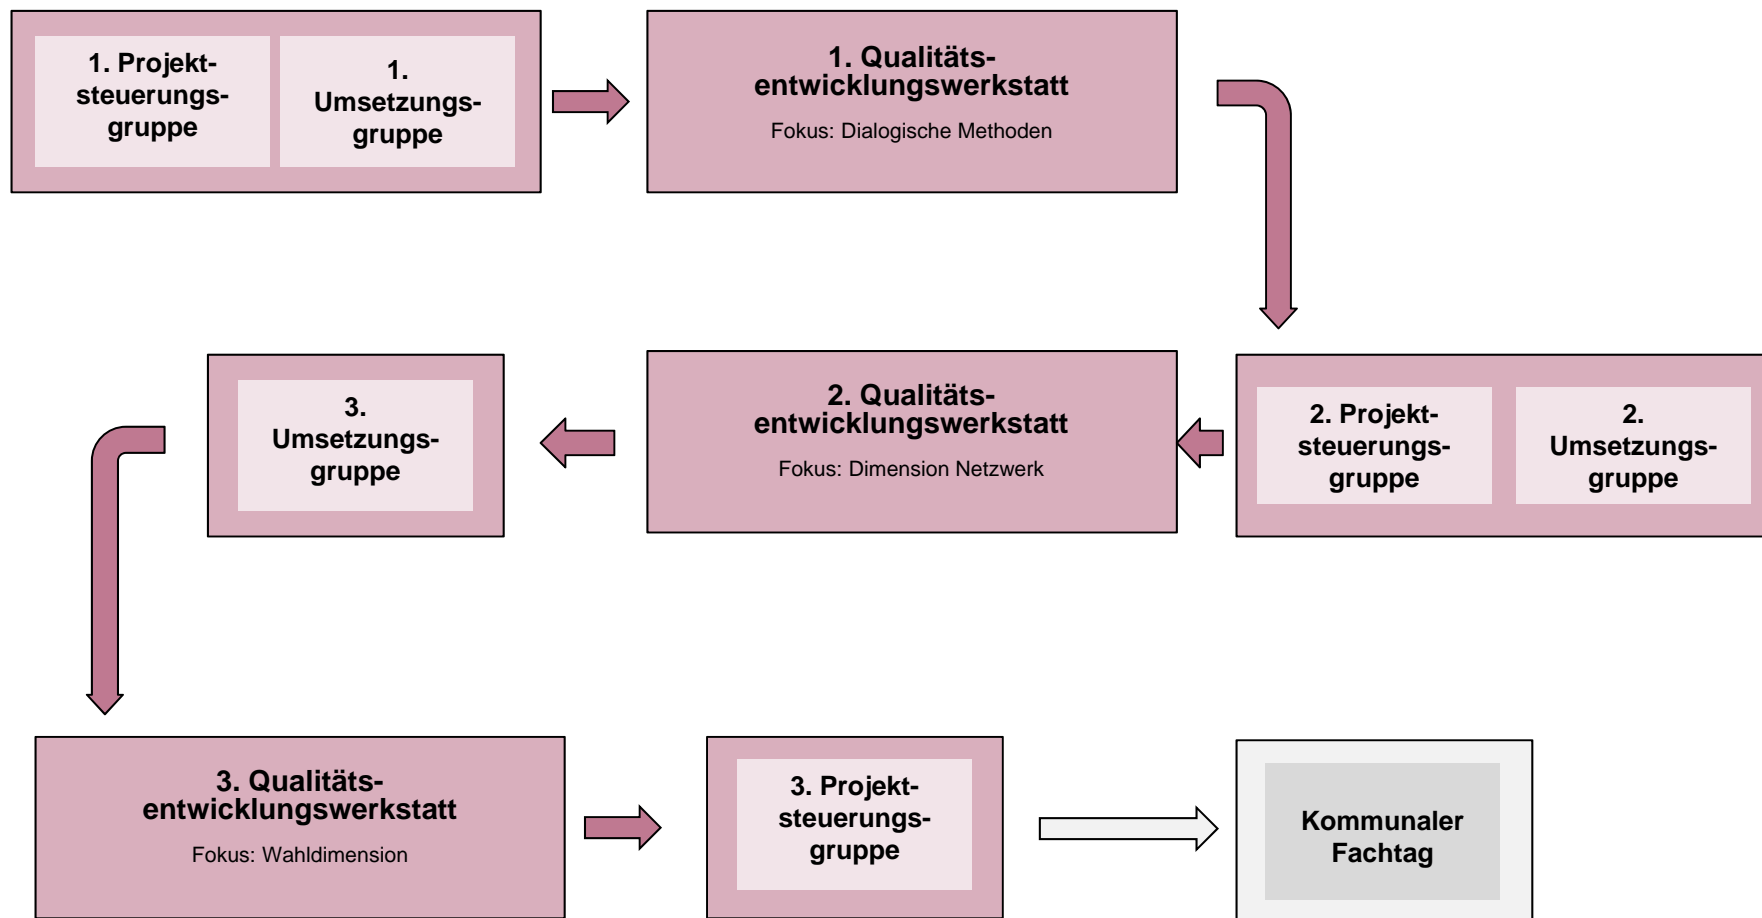 1. Projekt-
steuerungs-
gruppe
1.
Umsetzungs-
gruppe
1. Qualitäts-
entwicklungswerkstatt
Fokus: Dialogische Methoden
3.
Umsetzungs-
gruppe
2. Qualitäts-
entwicklungswerkstatt
Fokus: Dimension Netzwerk
2. Projekt-
steuerungs-
gruppe
2.
Umsetzungs-
gruppe
3. Qualitäts-
entwicklungswerkstatt
Fokus: Wahldimension
3. Projekt-
steuerungs-
gruppe
Kommunaler
Fachtag